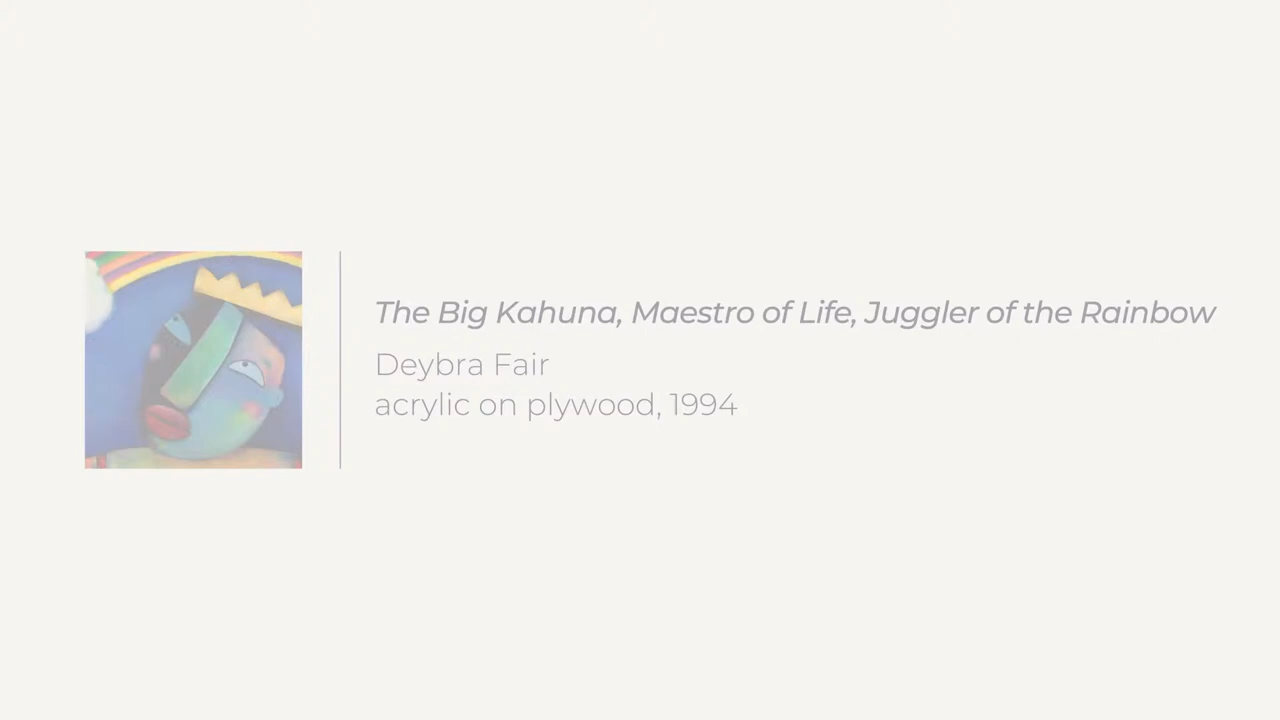 The Big Kahuna, Maestro of Life, Juggler of the Rainbow
Deybra Fair
acrylic on plywood, 1994